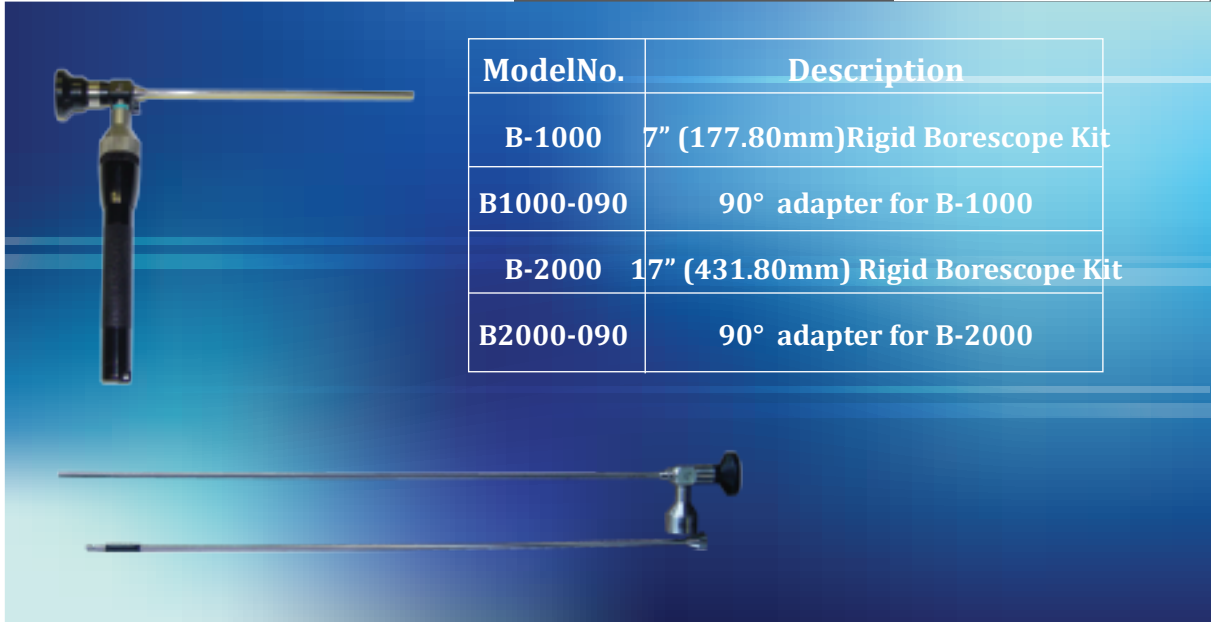 ModelNo. Description
B-1000 7” (177.80mm)Rigid Borescope Kit
B1000-090 90° adapter for B-1000
B-2000 17” (431.80mm) Rigid Borescope Kit
B2000-090 90° adapter for B-2000